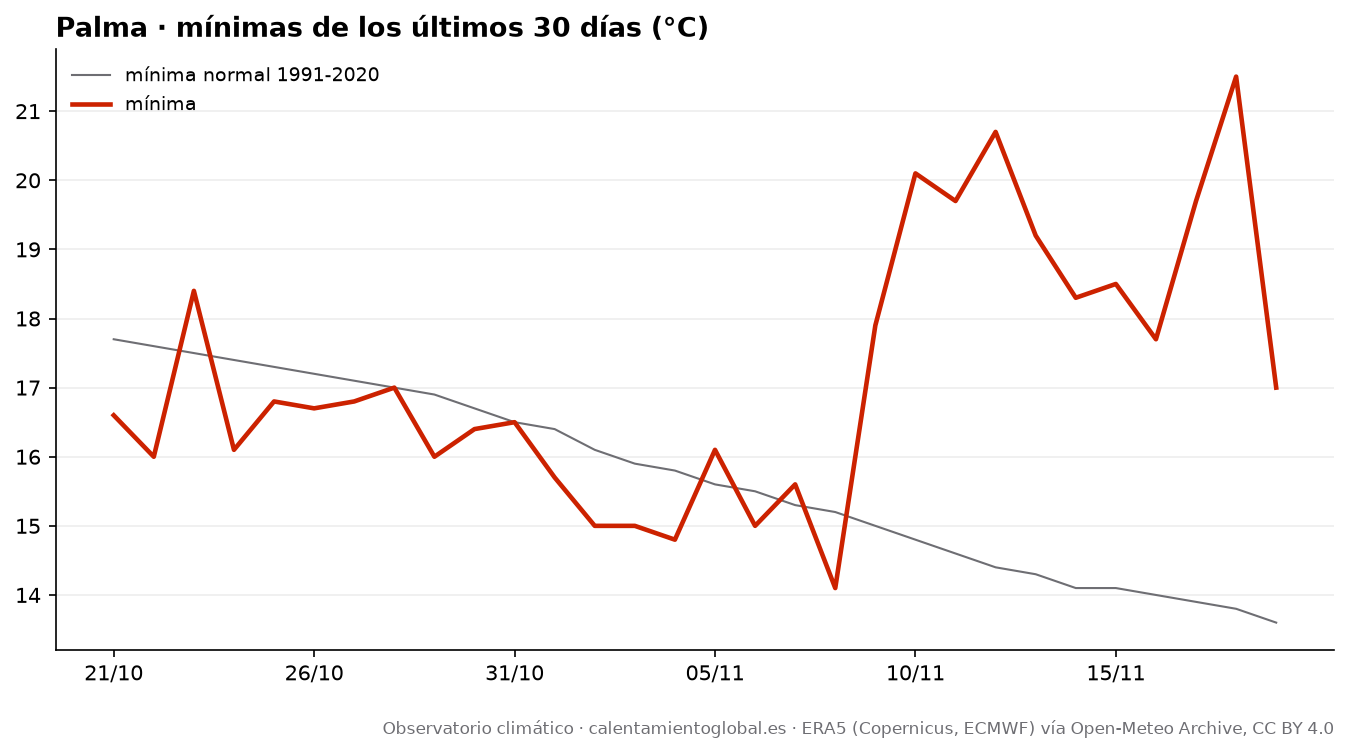 Palma · mínimas de los últimos 30 días (°C)
mínima normal 1991-2020
mínima
21
20
19
18
17
16
15
14
21/10 26/10 31/10 05/11 10/11 15/11
Observatorio climático · calentamientoglobal.es · ERA5 (Copernicus, ECMWF) vía Open-Meteo Archive, CC BY 4.0